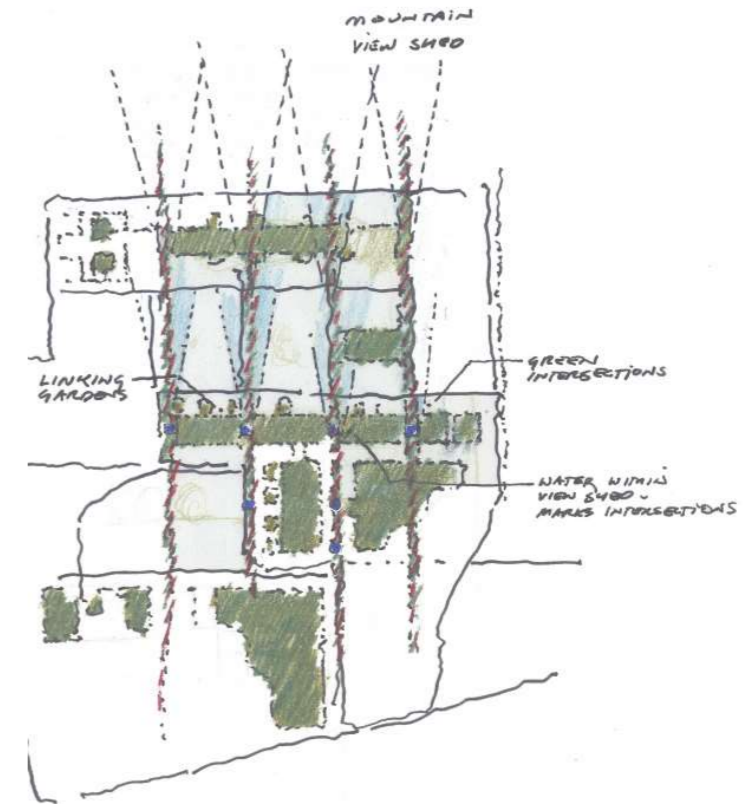 MOUNTAIN
VIEW SHED
LINKING
GARDENS
GREEN
INTERSECTIONS
WATER WITHIN
VIEW SHED -
MARKS INTERSECTIONS